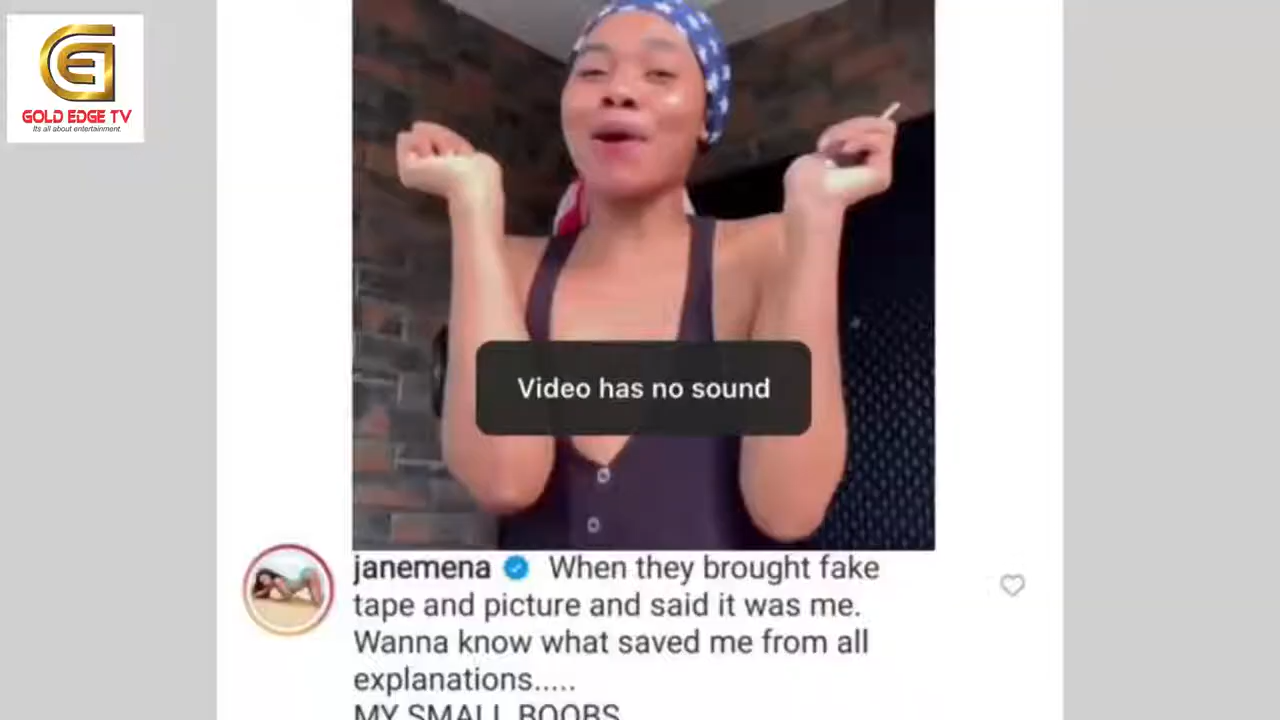 GOLD EDGE TV
Its all about entertainment.
Video has no sound
janemena When they brought fake
tape and picture and said it was me.
Wanna know what saved me from all
explanations.....
MY SMALL BOOBS